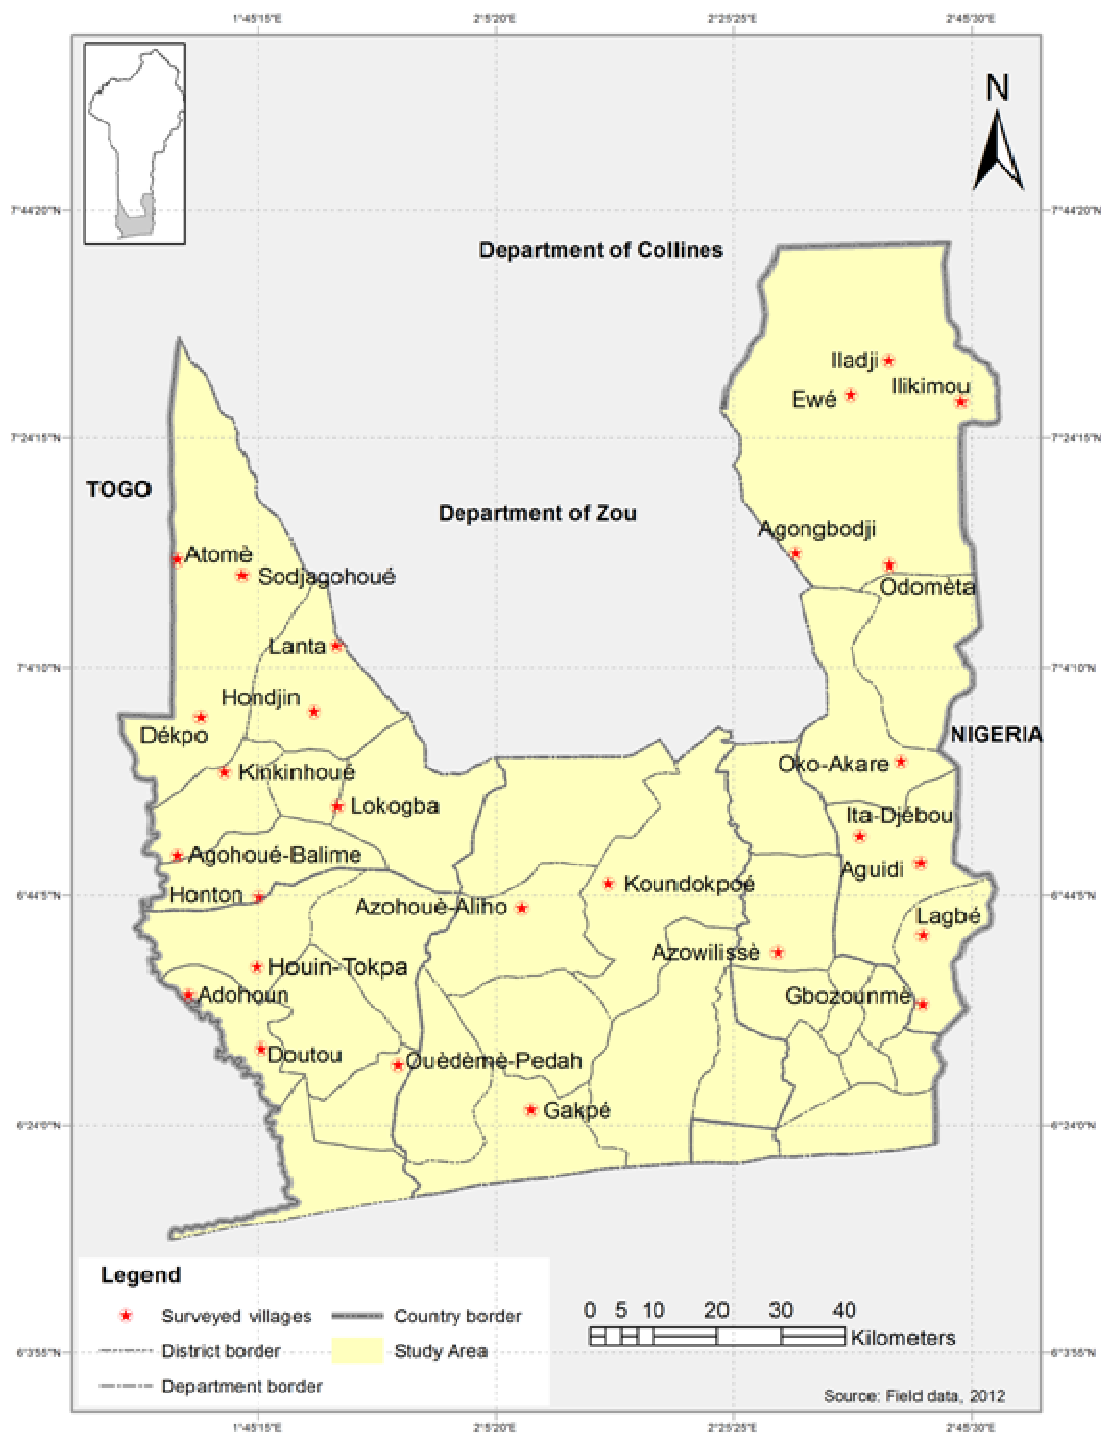 1°45'15"E 2°5'20"E 2°25'25"E 2°45'30"E
N
7°44'20"N 7°44'20"N
Department of Collines
Iladji
Ilikimou
Ewé
7°24'15"N 7°24'15"N
TOGO
Department of Zou
Agongbodji
Atomè
Sodjagohoué
Odomèta
Lanta
7°4'10"N 7°4'10"N
Hondjin
Dékpo
NIGERIA
Oko-Akare
Kinkinhoué
Lokogba
Ita-Djébou
Agohoué-Balime
Aguidi
Koundokpoé
Honton
6°44'5"N 6°44'5"N
Azohouè-Aliho
Lagbé
Azowilissè
Houin-Tokpa
Adohoun
Gbozounmè
Doutou
Ouèdèmè-Pedah
Gakpé
6°24'0"N 6°24'0"N
Legend
Surveyed villages
Country border
District border
Study Area
Department border
0 5 10 20 30 40
Kilometers
6°3'55"N 6°3'55"N
Source: Field data, 2012
1°45'15"E 2°5'20"E 2°25'25"E 2°45'30"E